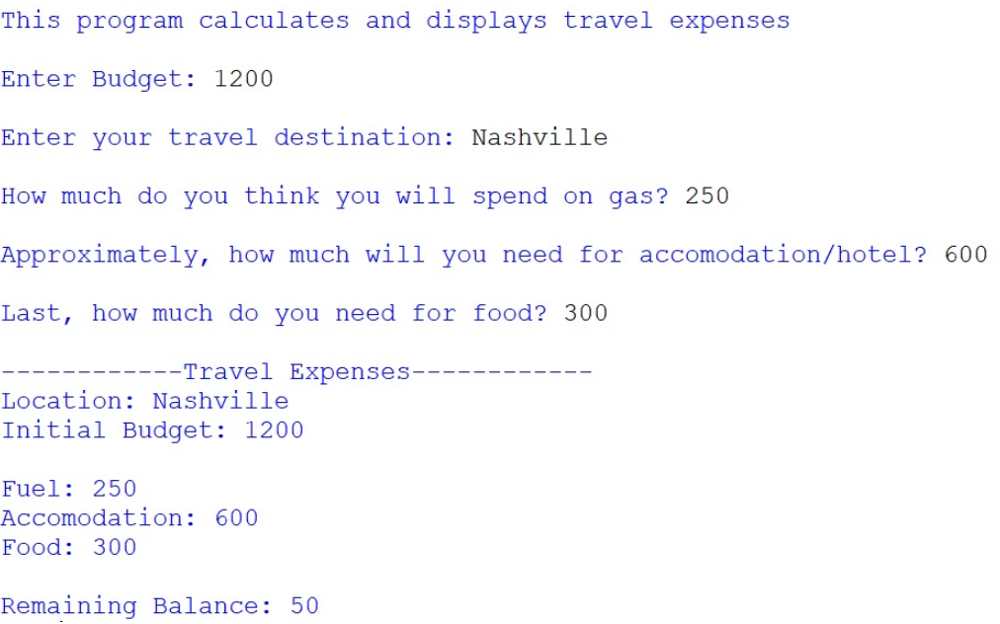 This program calculates and displays travel expenses
Enter Budget: 1200
Enter your travel destination: Nashville
How much do you think you will spend on gas? 250
Approximately, how much will you need for accomodation/hotel? 600
Last, how much do you need for food? 300
------------Travel Expenses------------
Location: Nashville
Initial Budget: 1200
Fuel: 250
Accomodation: 600
Food: 300
Remaining Balance: 50